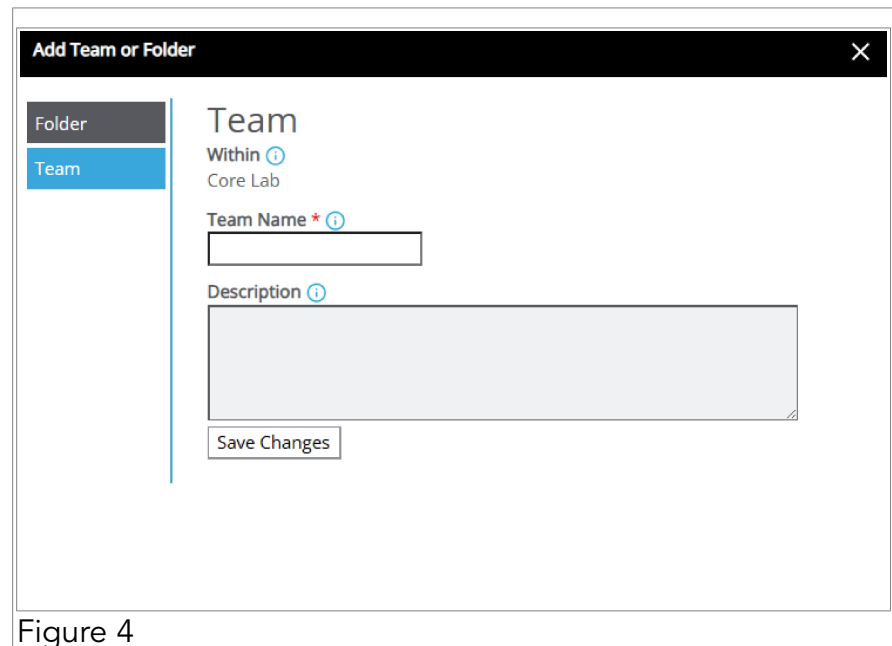 Add Team or Folder
Folder
Team
Team
Within
Core Lab
Team Name *
Description
Save Changes
Figure 4